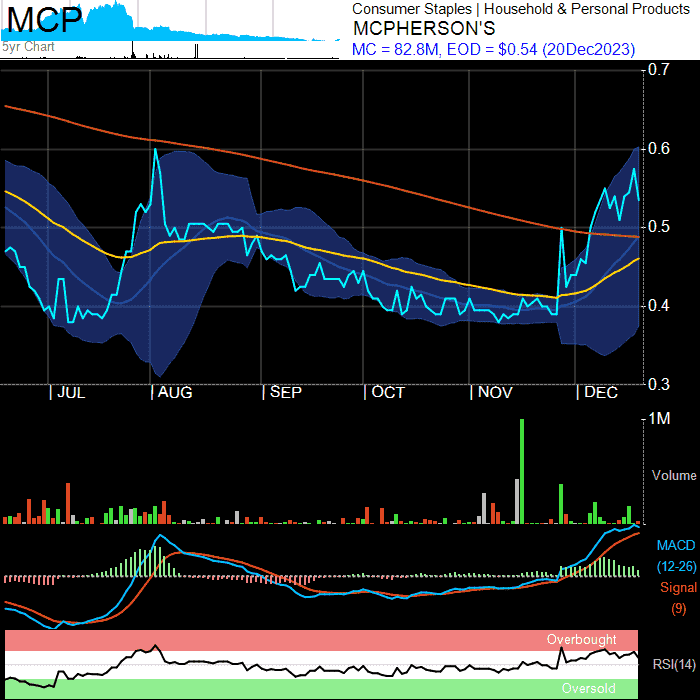 MCP
5yr Chart
Consumer Staples | Household & Personal Products
MCPHERSON'S
MC = 82.8M, EOD = $0.54 (20Dec2023)
0.7
0.6
0.5
0.4
0.3
| JUL
| AUG
| SEP
| OCT
| NOV
| DEC
1M
Volume
MACD
(12-26)
Signal
(9)
Overbought
RSI(14)
Oversold